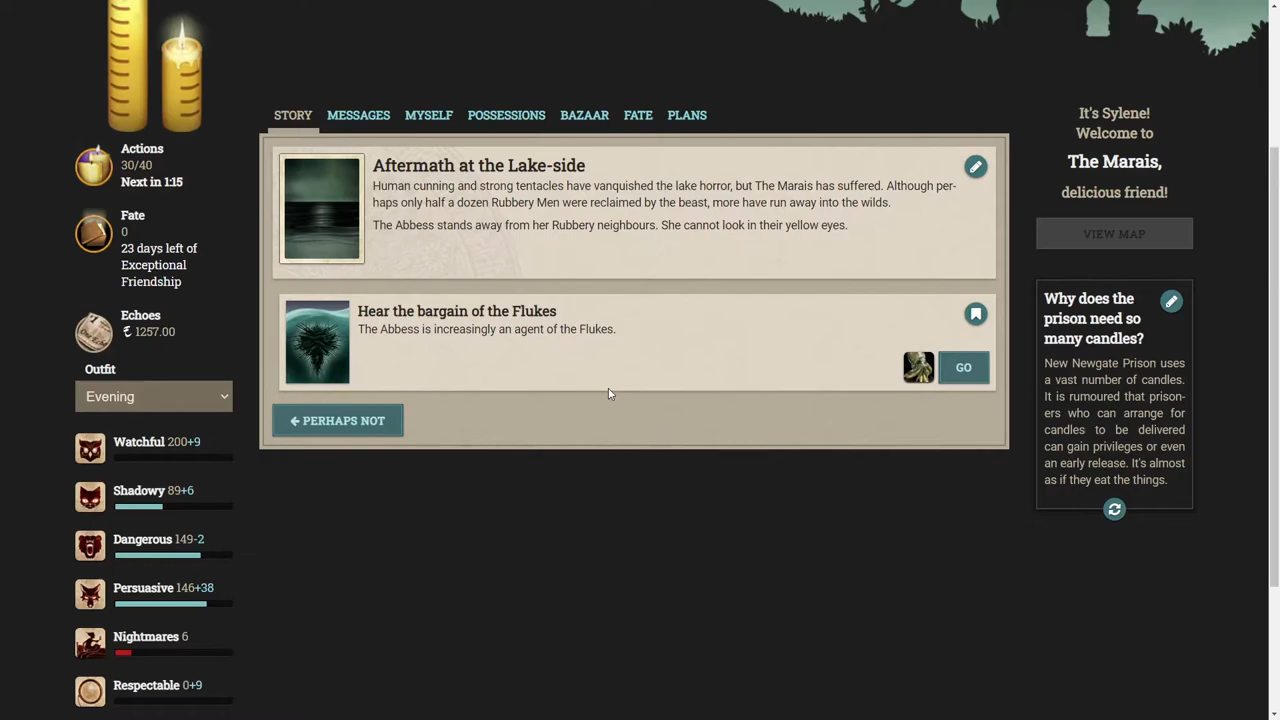 Actions
30/40
Next in 1:15
Fate
0
23 days left of
Exceptional
Friendship
Echoes
1257.00
Outfit
Evening
Watchful 200+9
Shadowy 89+6
Dangerous 149-2
Persuasive 146+38
Nightmares 6
Respectable 0+9
STORY MESSAGES MYSELF POSSESSIONS BAZAAR FATE PLANS
Aftermath at the Lake-side
Human cunning and strong tentacles have vanquished the lake horror, but The Marais has suffered. Although per-
haps only half a dozen Rubbery Men were reclaimed by the beast, more have run away into the wilds.
The Abbess stands away from her Rubbery neighbours. She cannot look in their yellow eyes.
Hear the bargain of the Flukes
The Abbess is increasingly an agent of the Flukes.
GO
PERHAPS NOT
It's Sylene!
Welcome to
The Marais,
delicious friend!
VIEW MAP
Why does the
prison need so
many candles?
New Newgate Prison uses
a vast number of candles.
It is rumoured that prison-
ers who can arrange for
candles to be delivered
can gain privileges or even
an early release. It's almost
as if they eat the things.